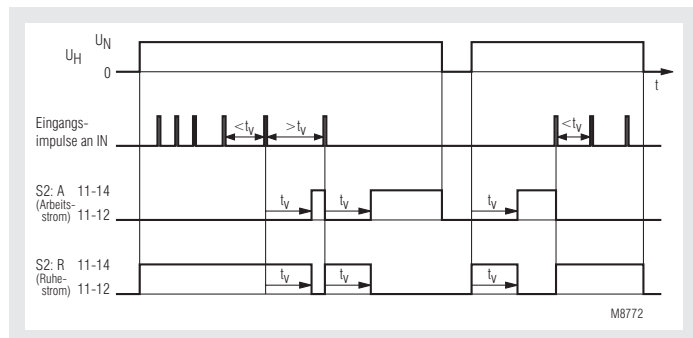 U_H U_N
0
t
Eingangs-
impulse an IN
<t_v >t_v <t_v
S2: A 11-14
(Arbeits-
strom) 11-12
t_v t_v t_v
S2: R 11-14
(Ruhe-
strom) 11-12
t_v t_v t_v
M8772